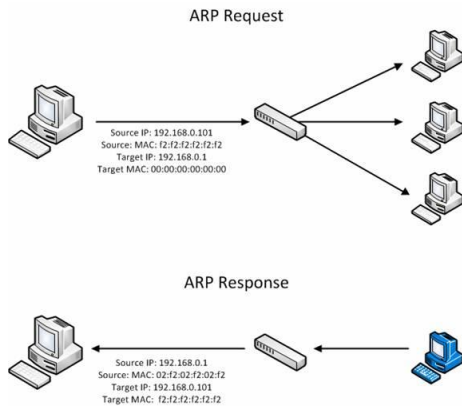 ARP Request
Source IP: 192.168.0.101
Source: MAC: f2:f2:f2:f2:f2:f2
Target IP: 192.168.0.1
Target MAC: 00:00:00:00:00:00
ARP Response
Source IP: 192.168.0.1
Source: MAC: 02:f2:02:f2:02:f2
Target IP: 192.168.0.101
Target MAC: f2:f2:f2:f2:f2:f2